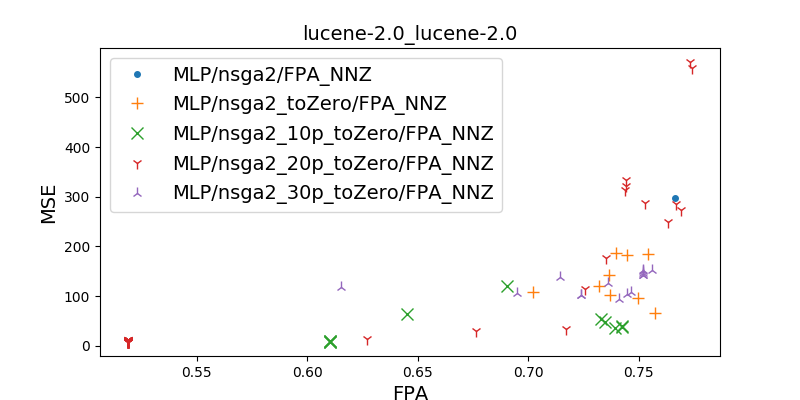 lucene-2.0_lucene-2.0
MLP/nsga2/FPA_NNZ
MLP/nsga2_toZero/FPA_NNZ
MLP/nsga2_10p_toZero/FPA_NNZ
MLP/nsga2_20p_toZero/FPA_NNZ
MLP/nsga2_30p_toZero/FPA_NNZ
MSE
500
400
300
200
100
0
0.55
0.60
0.65
0.70
0.75
FPA